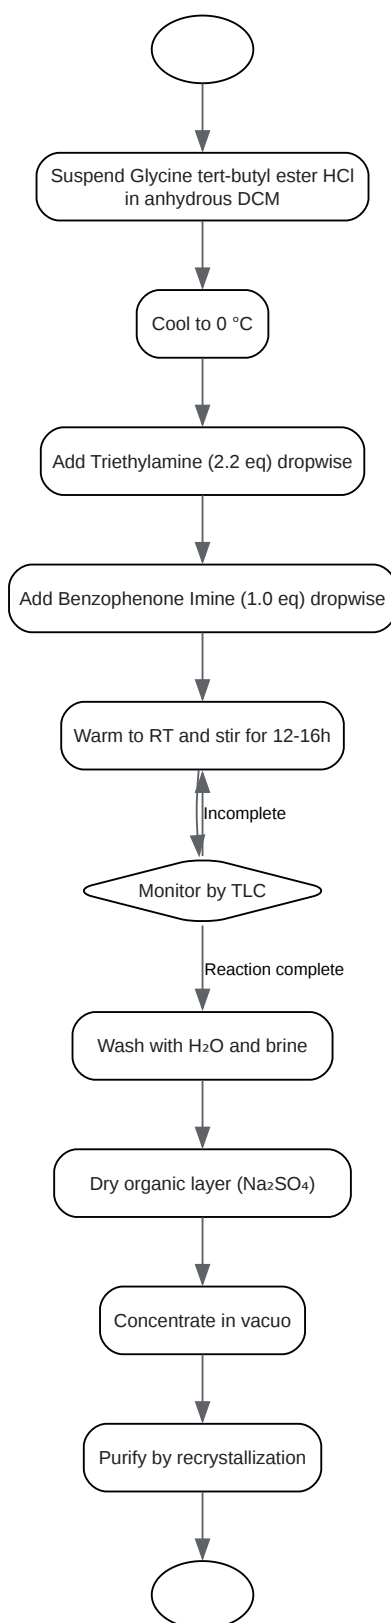 Suspend Glycine tert-butyl ester HCl
in anhydrous DCM
Cool to 0 °C
Add Triethylamine (2.2 eq) dropwise
Add Benzophenone Imine (1.0 eq) dropwise
Warm to RT and stir for 12-16h
Incomplete
Monitor by TLC
Reaction complete
Wash with H₂O and brine
Dry organic layer (Na₂SO₄)
Concentrate in vacuo
Purify by recrystallization